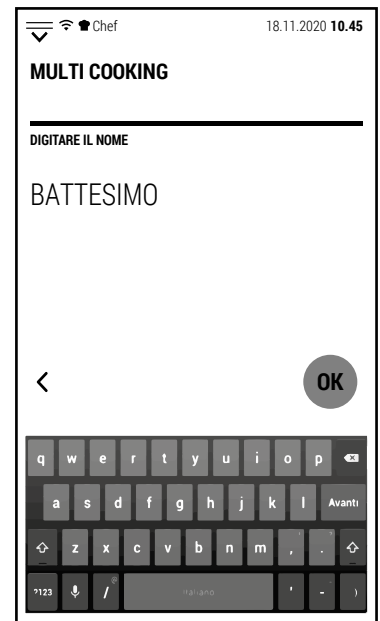 Chef 18.11.2020 10.45
MULTI COOKING
DIGITARE IL NOME
BATTESIMO
OK
q w e r t y u i o p
a s d f g h j k l Avanti
z x c v b n m , .
?123 / @ italiano ' - )